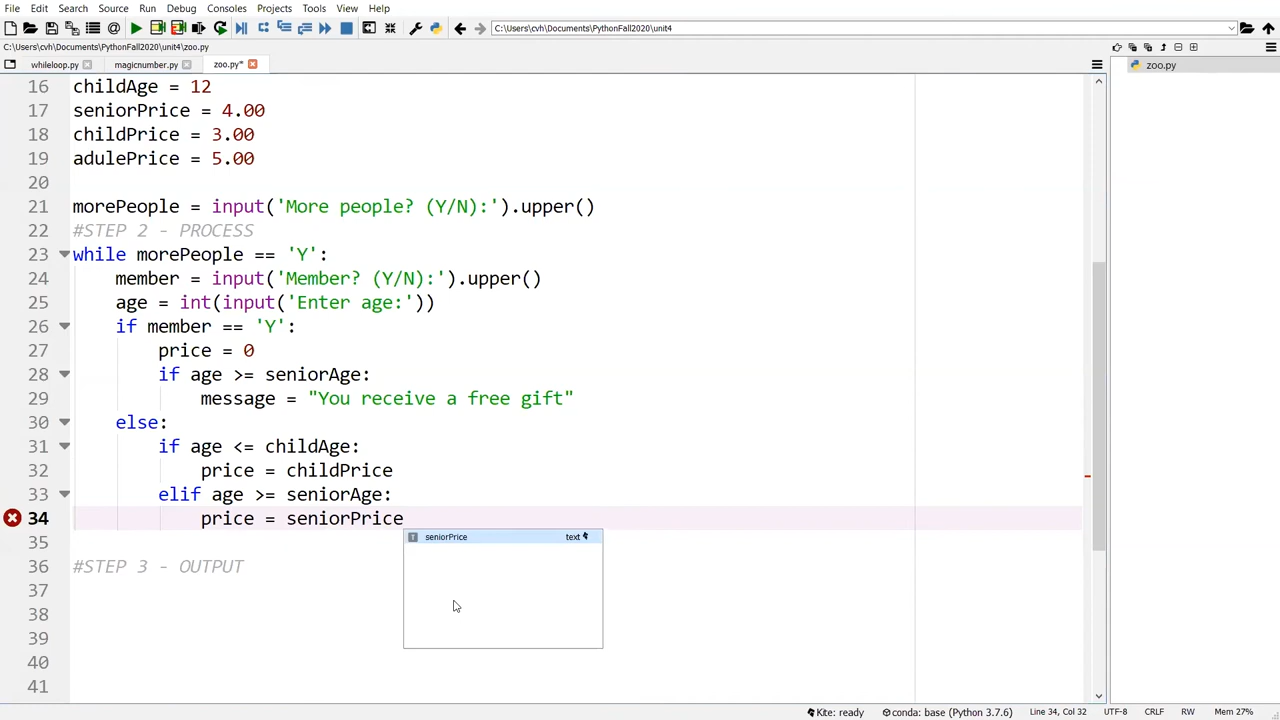 File Edit Search Source Run Debug Consoles Projects Tools View Help
C:\Users\cvh\Documents\PythonFall2020\unit4
C:\Users\cvh\Documents\PythonFall2020\unit4\zoo.py
whileloop.py magicnumber.py zoo.py*
zoo.py
16 childAge = 12
17 seniorPrice = 4.00
18 childPrice = 3.00
19 adulePrice = 5.00
20
21 morePeople = input('More people? (Y/N):').upper()
22 #STEP 2 - PROCESS
23 while morePeople == 'Y':
24 member = input('Member? (Y/N):').upper()
25 age = int(input('Enter age:'))
26 if member == 'Y':
27 price = 0
28 if age >= seniorAge:
29 message = "You receive a free gift"
30 else:
31 if age <= childAge:
32 price = childPrice
33 elif age >= seniorAge:
34 price = seniorPrice
T seniorPrice text
35
36 #STEP 3 - OUTPUT
37
38
39
40
41
Kite: ready conda: base (Python 3.7.6) Line 34, Col 32 UTF-8 CRLF RW Mem 27%